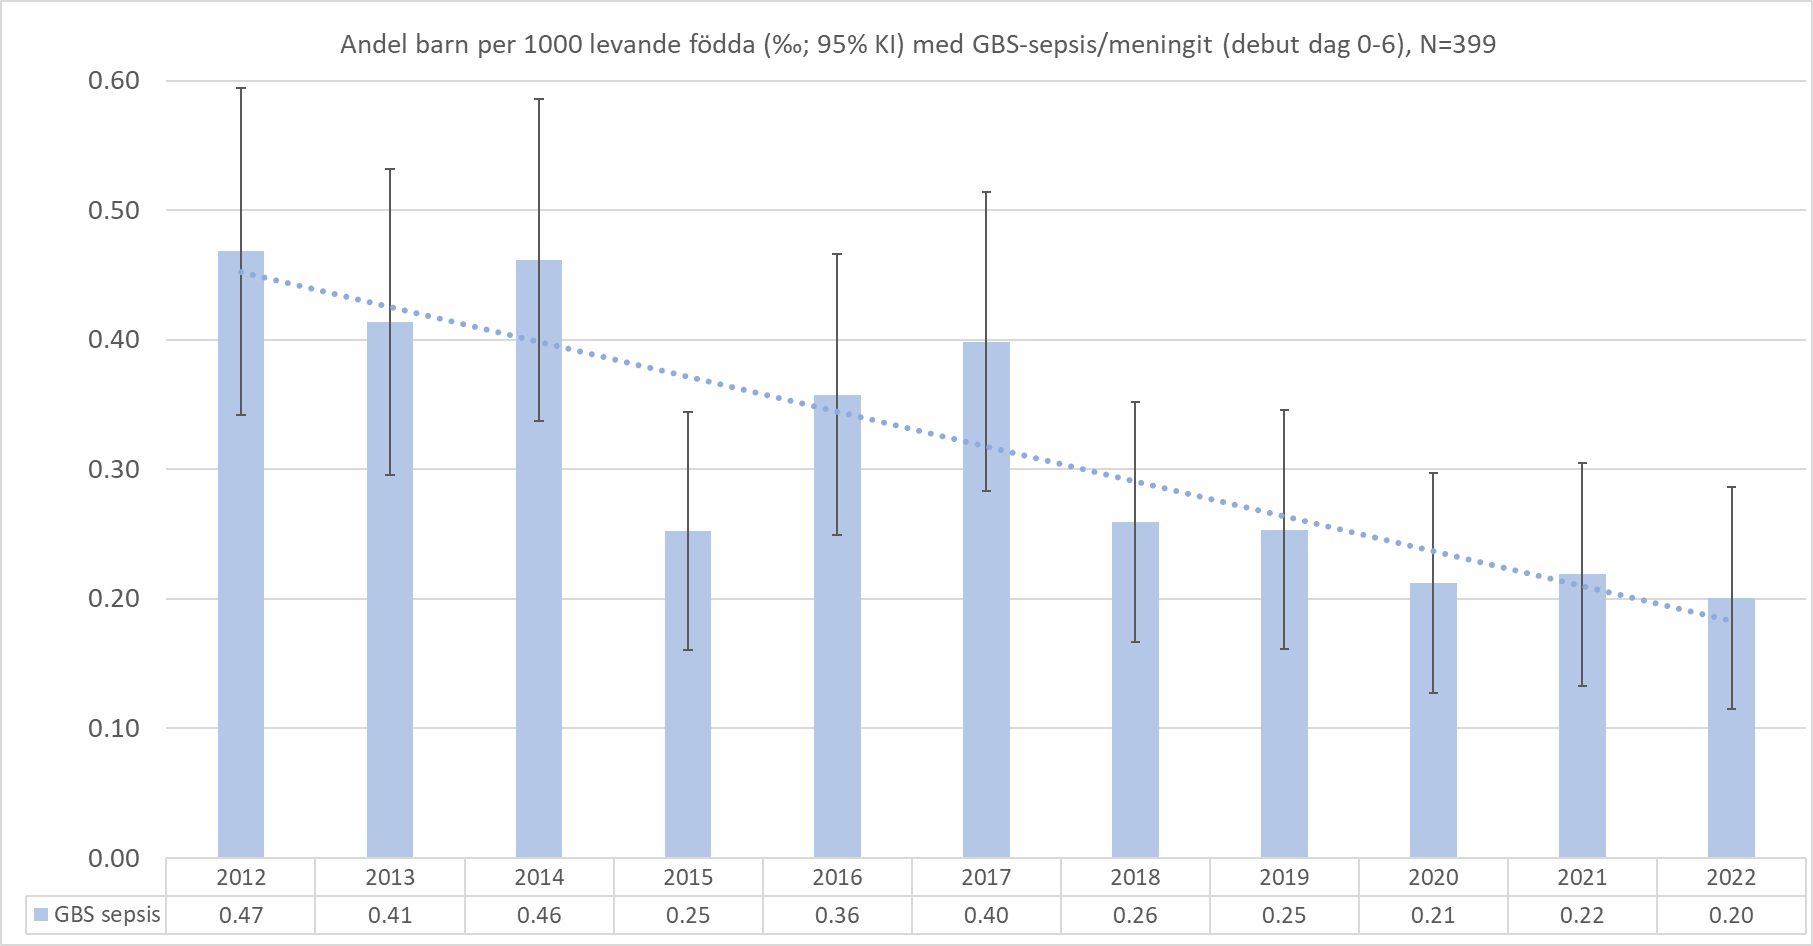 Andel barn per 1000 levande födda (‰; 95% KI) med GBS-sepsis/meningit (debut dag 0-6), N=399
0.60
0.50
0.40
0.30
0.20
0.10
0.00
2012 2013 2014 2015 2016 2017 2018 2019 2020 2021 2022
GBS sepsis 0.47 0.41 0.46 0.25 0.36 0.40 0.26 0.25 0.21 0.22 0.20